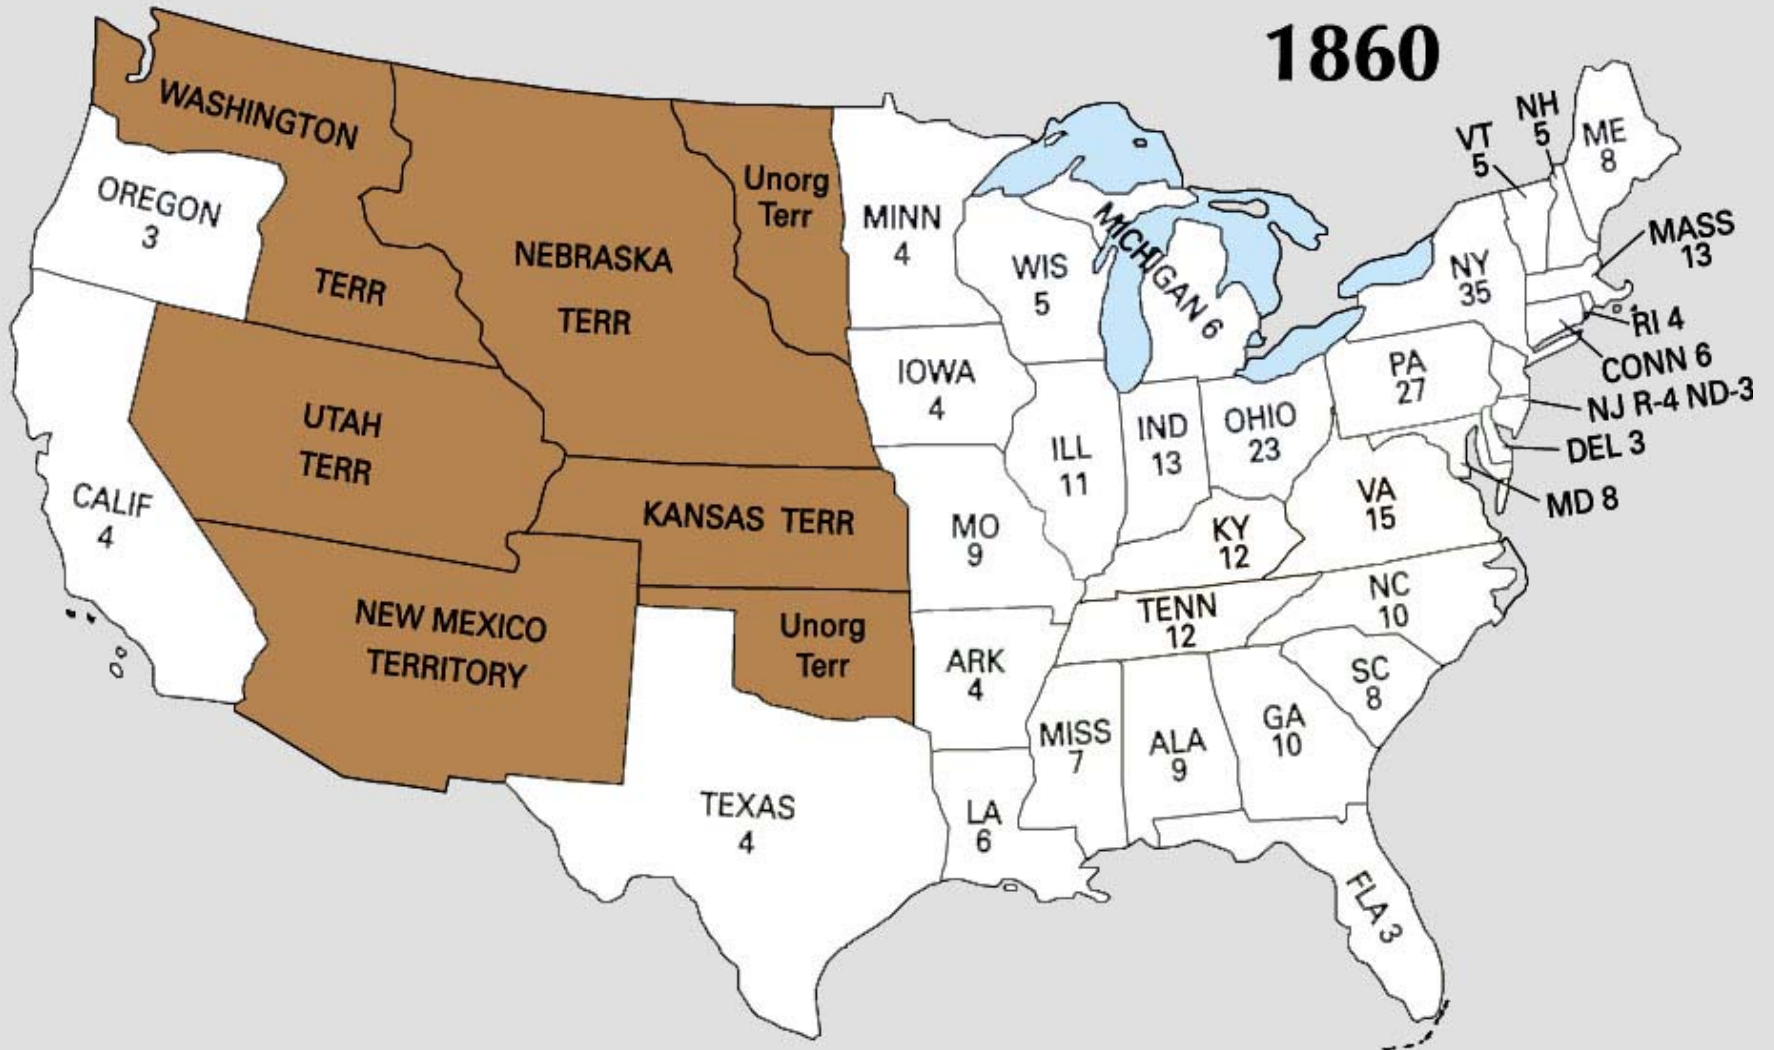 1860
WASHINGTON
TERR
OREGON
3
NEBRASKA
TERR
Unorg
Terr
MINN
4
WIS
5
MICHIGAN 6
NH
5
VT
5
ME
8
MASS
13
NY
35
RI 4
CONN 6
NJ R-4 ND-3
DEL 3
MD 8
PA
27
IOWA
4
UTAH
TERR
CALIF
4
KANSAS TERR
MO
9
ILL
11
IND
13
OHIO
23
KY
12
VA
15
NC
10
TENN
12
NEW MEXICO
TERRITORY
Unorg
Terr
ARK
4
SC
8
MISS
7
ALA
9
GA
10
TEXAS
4
LA
6
FLA 3